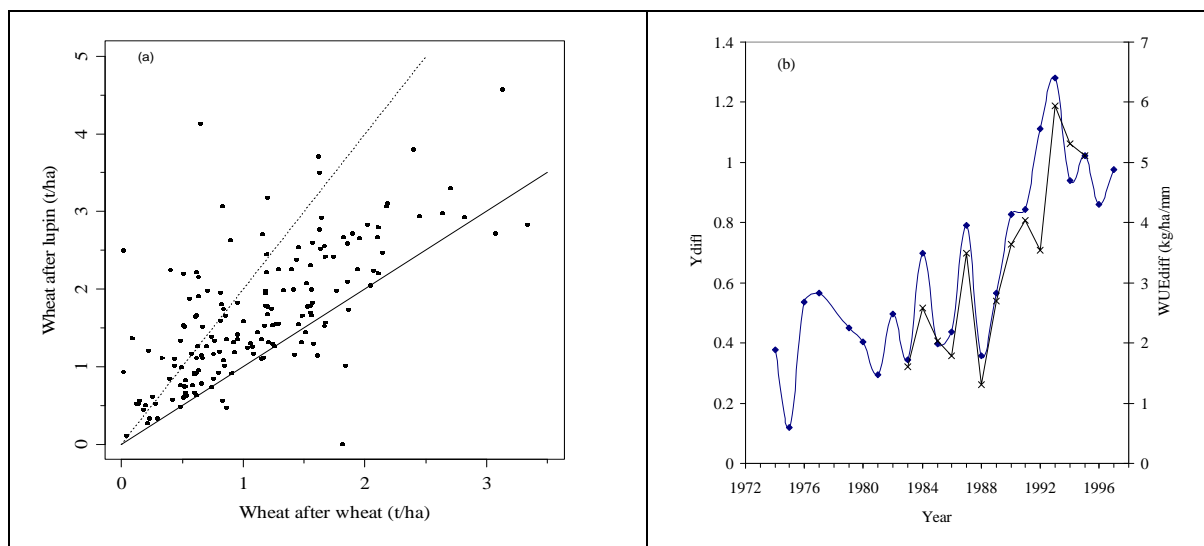 (a)
5
4
3
2
1
0
Wheat after lupin (t/ha)
0 1 2 3
Wheat after wheat (t/ha)
(b)
1.4
1.2
1
0.8
0.6
0.4
0.2
0
Ydifl
7
6
5
4
3
2
1
0
WUEdiff (kg/ha/mm)
1972 1976 1980 1984 1988 1992 1996
Year